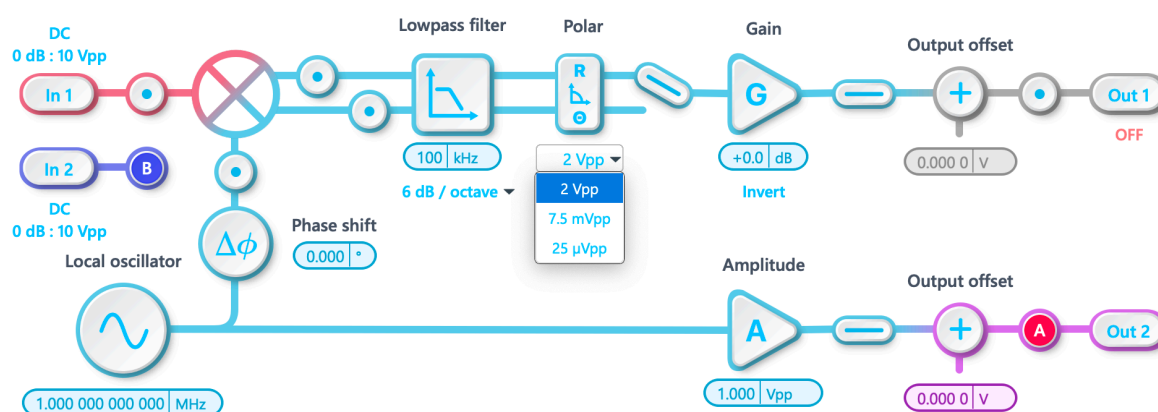 DC
0 dB : 10 Vpp
In 1
Lowpass filter
100 kHz
6 dB / octave
Polar
R
Θ
2 Vpp
2 Vpp
7.5 mVpp
25 µVpp
Gain
G
+0.0 dB
Invert
Output offset
+
0.000 0 V
Out 1
OFF
In 2
B
DC
0 dB : 10 Vpp
Δϕ
Phase shift
0.000 °
Local oscillator
1.000 000 000 000 MHz
Amplitude
A
1.000 Vpp
Output offset
+
0.000 0 V
A
Out 2